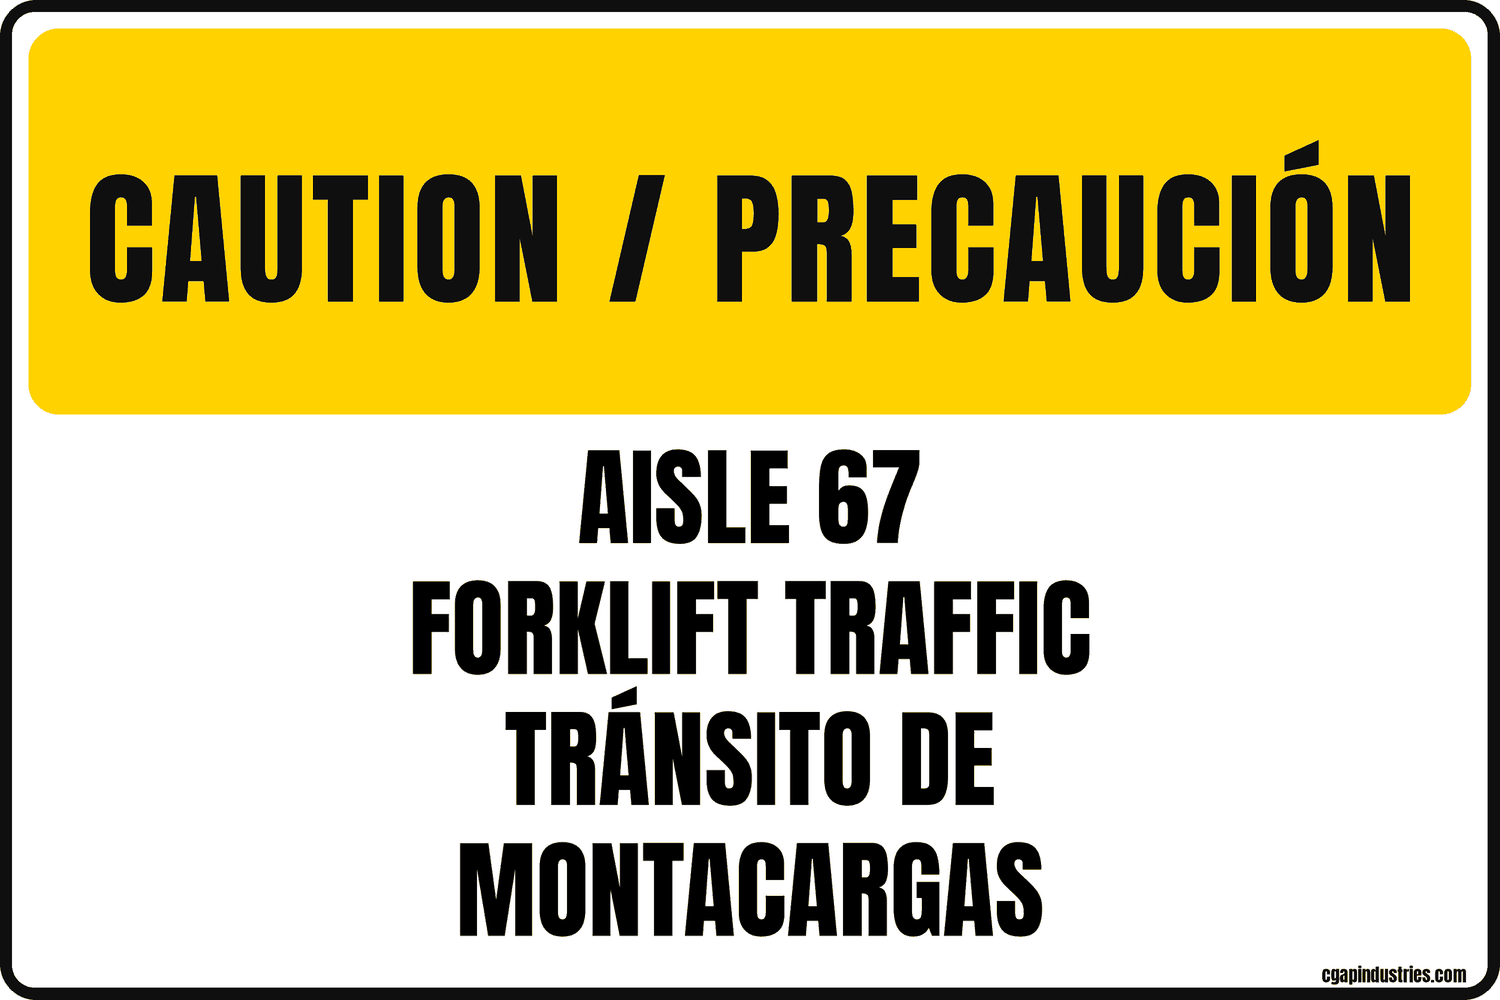 CAUTION / PRECAUCIÓN
AISLE 67
FORKLIFT TRAFFIC
TRÁNSITO DE
MONTACARGAS
cgapindustries.com